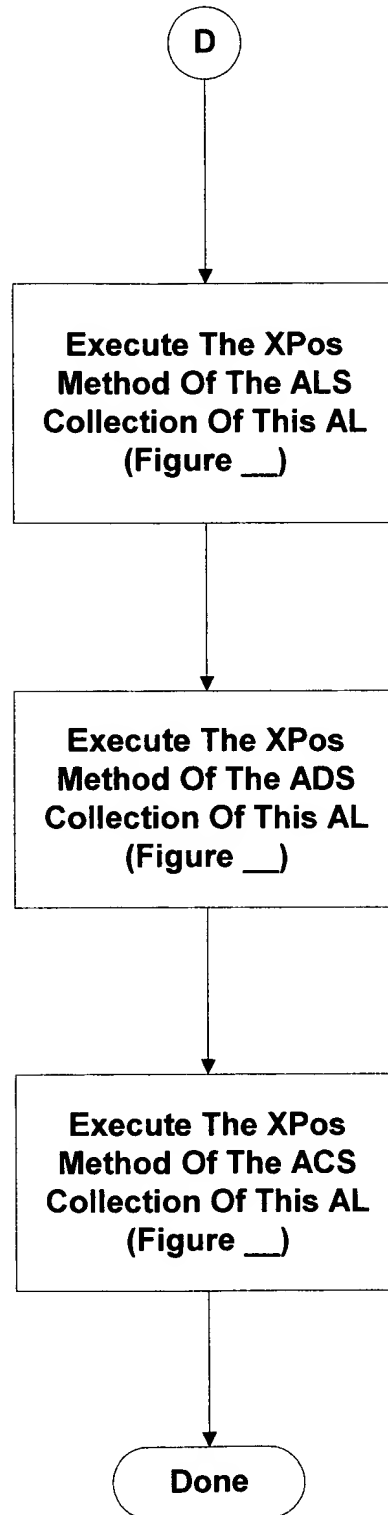 D
Execute The XPos
Method Of The ALS
Collection Of This AL
(Figure __)
Execute The XPos
Method Of The ADS
Collection Of This AL
(Figure __)
Execute The XPos
Method Of The ACS
Collection Of This AL
(Figure __)
Done